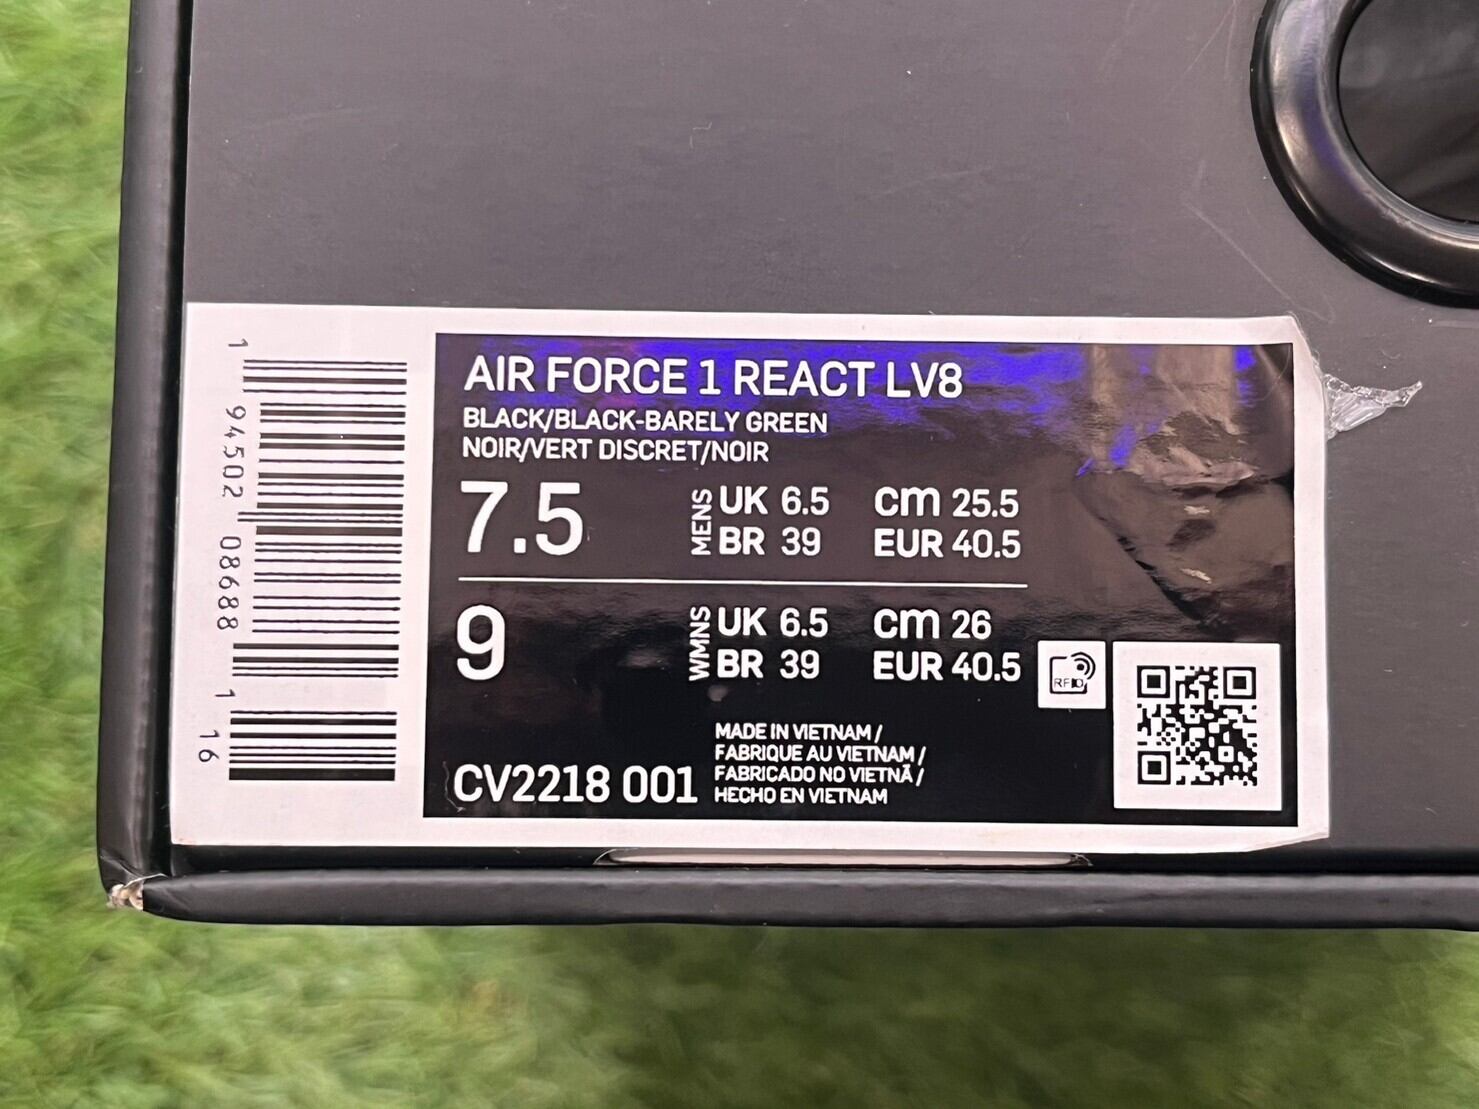 1
94502
08688
1
16
AIR FORCE 1 REACT LV8
BLACK/BLACK-BARELY GREEN
NOIR/VERT DISCRET/NOIR
7.5
MENS
UK 6.5
cm 25.5
BR 39
EUR 40.5
9
WMNS
UK 6.5
cm 26
BR 39
EUR 40.5
RFID
CV2218 001
MADE IN VIETNAM /
FABRIQUE AU VIETNAM /
FABRICADO NO VIETNÃ /
HECHO EN VIETNAM